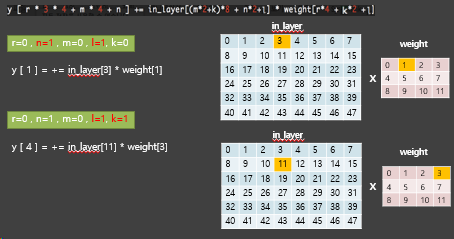 y [ r * 3 * 4 + m * 4 + n ] += in_layer[(m*2+k)*8 + n*2+l] * weight[r*4 + k*2 +l]
r=0 , n=1 , m=0 , l=1, k=0
y [ 1 ] = += in_layer[3] * weight[1]
in_layer
0 1 2 3 4 5 6 7
8 9 10 11 12 13 14 15
16 17 18 19 20 21 22 23
24 25 26 27 28 29 30 31
32 33 34 35 36 37 38 39
40 41 42 43 44 45 46 47
X
weight
0 1 2 3
4 5 6 7
8 9 10 11
r=0 , n=1 , m=0 , l=1, k=1
y [ 4 ] = += in_layer[11] * weight[3]
in_layer
0 1 2 3 4 5 6 7
8 9 10 11 12 13 14 15
16 17 18 19 20 21 22 23
24 25 26 27 28 29 30 31
32 33 34 35 36 37 38 39
40 41 42 43 44 45 46 47
X
weight
0 1 2 3
4 5 6 7
8 9 10 11